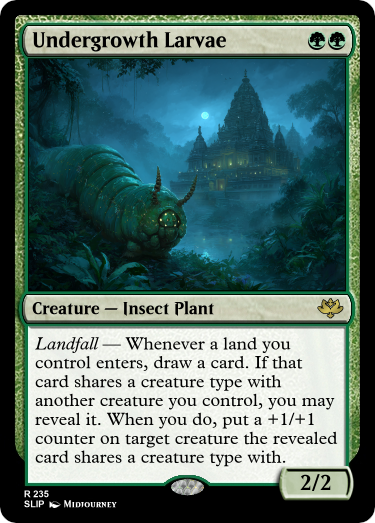 Undergrowth Larvae
Creature — Insect Plant
Landfall — Whenever a land you
control enters, draw a card. If that
card shares a creature type with
another creature you control, you may
reveal it. When you do, put a +1/+1
counter on target creature the revealed
card shares a creature type with.
2/2
R 235
SLIP Midjourney